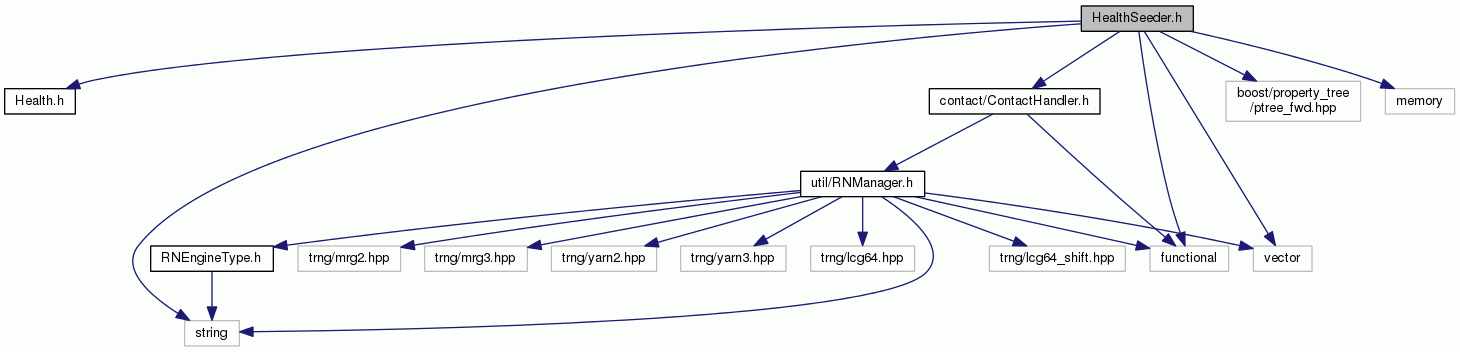 HealthSeeder.h
Health.h
contact/ContactHandler.h
boost/property_tree
/ptree_fwd.hpp
memory
util/RNManager.h
RNEngineType.h
trng/mrg2.hpp
trng/mrg3.hpp
trng/yarn2.hpp
trng/yarn3.hpp
trng/lcg64.hpp
trng/lcg64_shift.hpp
functional
vector
string